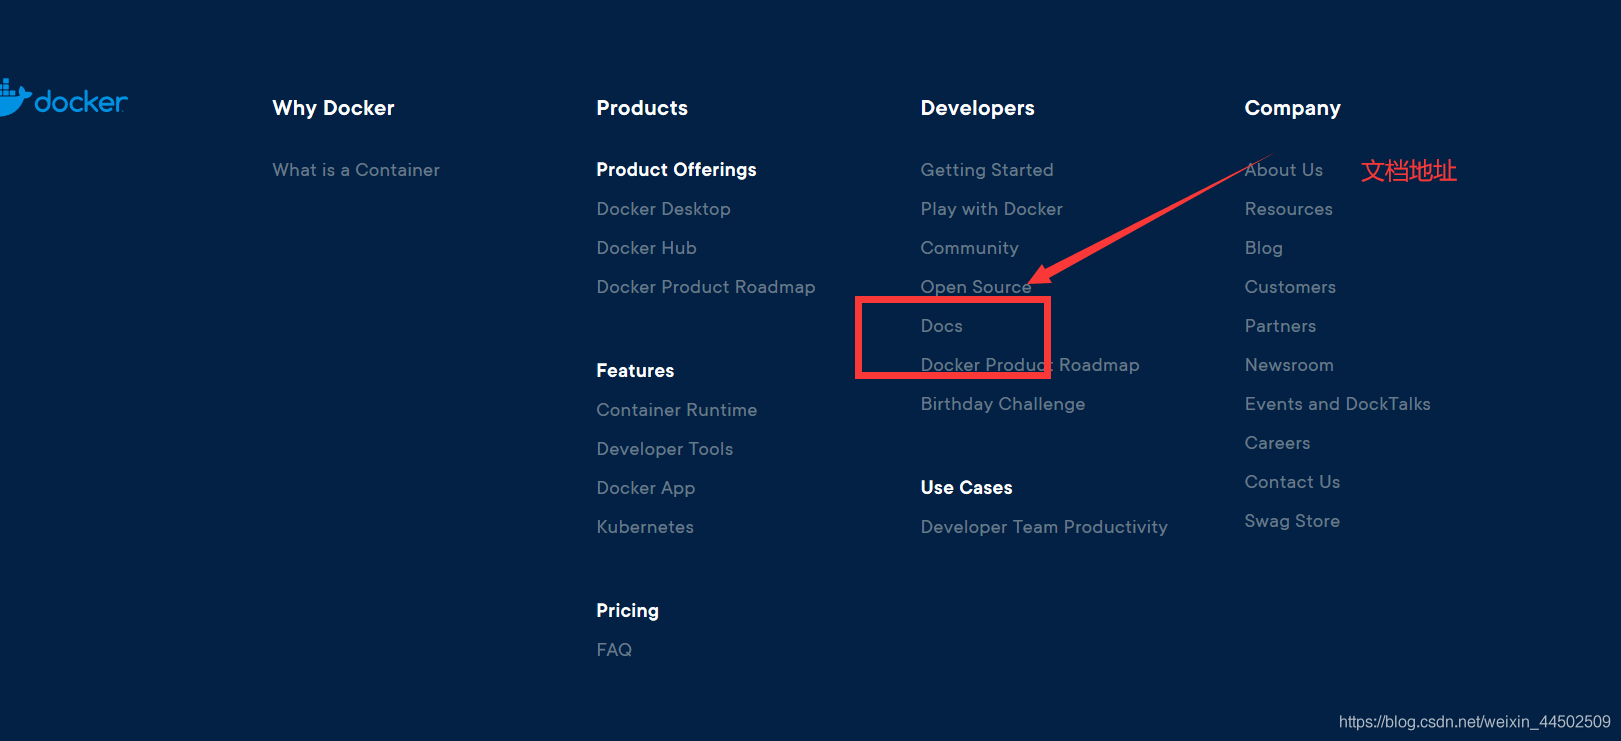 docker
Why Docker
What is a Container
Products
Product Offerings
Docker Desktop
Docker Hub
Docker Product Roadmap
Features
Container Runtime
Developer Tools
Docker App
Kubernetes
Pricing
FAQ
Developers
Getting Started
Play with Docker
Community
Open Source
Docs
Docker Product Roadmap
Birthday Challenge
Use Cases
Developer Team Productivity
Company
About Us
文档地址
Resources
Blog
Customers
Partners
Newsroom
Events and DockTalks
Careers
Contact Us
Swag Store
https://blog.csdn.net/weixin_44502509